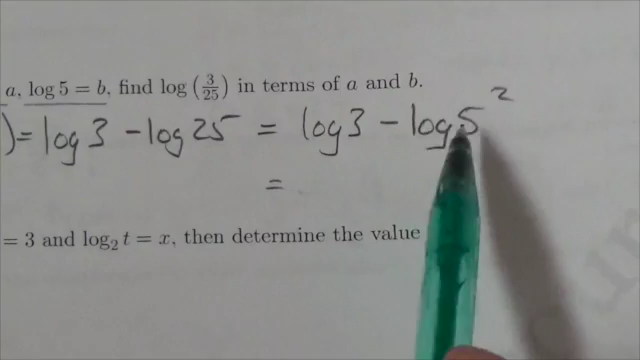 a, log 5 = b, find log (3/25) in terms of a and b.
) = log 3 - log 25 = log 3 - log 5²
=
= 3 and log₂ t = x, then determine the value